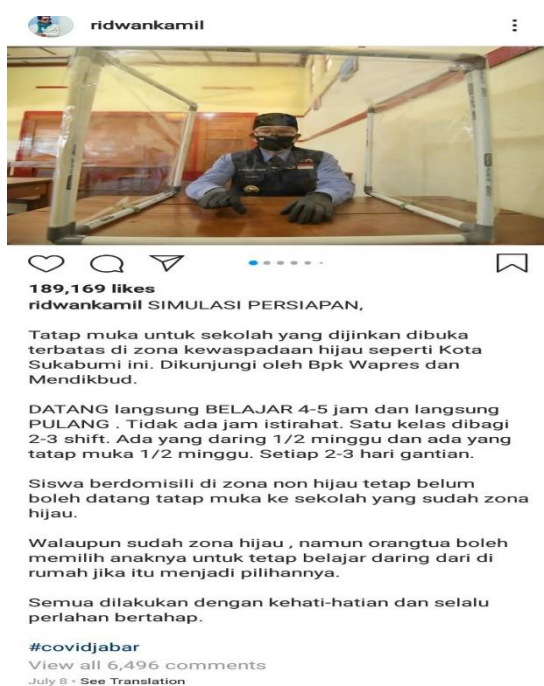 ridwankamil
189,169 likes
ridwankamil SIMULASI PERSIAPAN,
Tatap muka untuk sekolah yang dijinkan dibuka
terbatas di zona kewaspadaan hijau seperti Kota
Sukabumi ini. Dikunjungi oleh Bpk Wapres dan
Mendikbud.
DATANG langsung BELAJAR 4-5 jam dan langsung
PULANG . Tidak ada jam istirahat. Satu kelas dibagi
2-3 shift. Ada yang daring 1/2 minggu dan ada yang
tatap muka 1/2 minggu. Setiap 2-3 hari gantian.
Siswa berdomisili di zona non hijau tetap belum
boleh datang tatap muka ke sekolah yang sudah zona
hijau.
Walaupun sudah zona hijau , namun orangtua boleh
memilih anaknya untuk tetap belajar daring dari di
rumah jika itu menjadi pilihannya.
Semua dilakukan dengan kehati-hatian dan selalu
perlahan bertahap.
#covidjabar
View all 6,496 comments
July 8 • See Translation